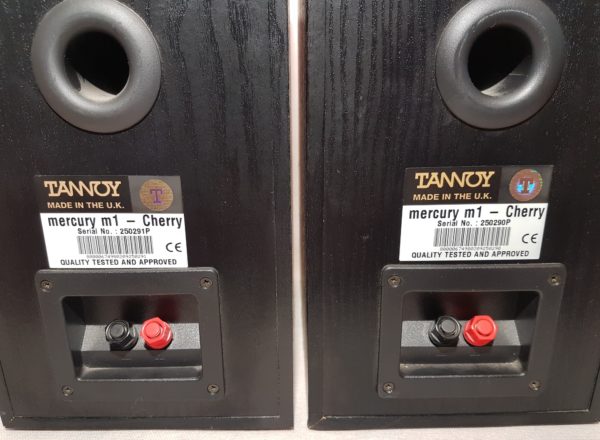 TANNOY
MADE IN THE U.K.
T
mercury m1 – Cherry
Serial No. : 250291P
CE
QUALITY TESTED AND APPROVED
TANNOY
MADE IN THE U.K.
T
mercury m1 – Cherry
Serial No. : 250290P
CE
QUALITY TESTED AND APPROVED